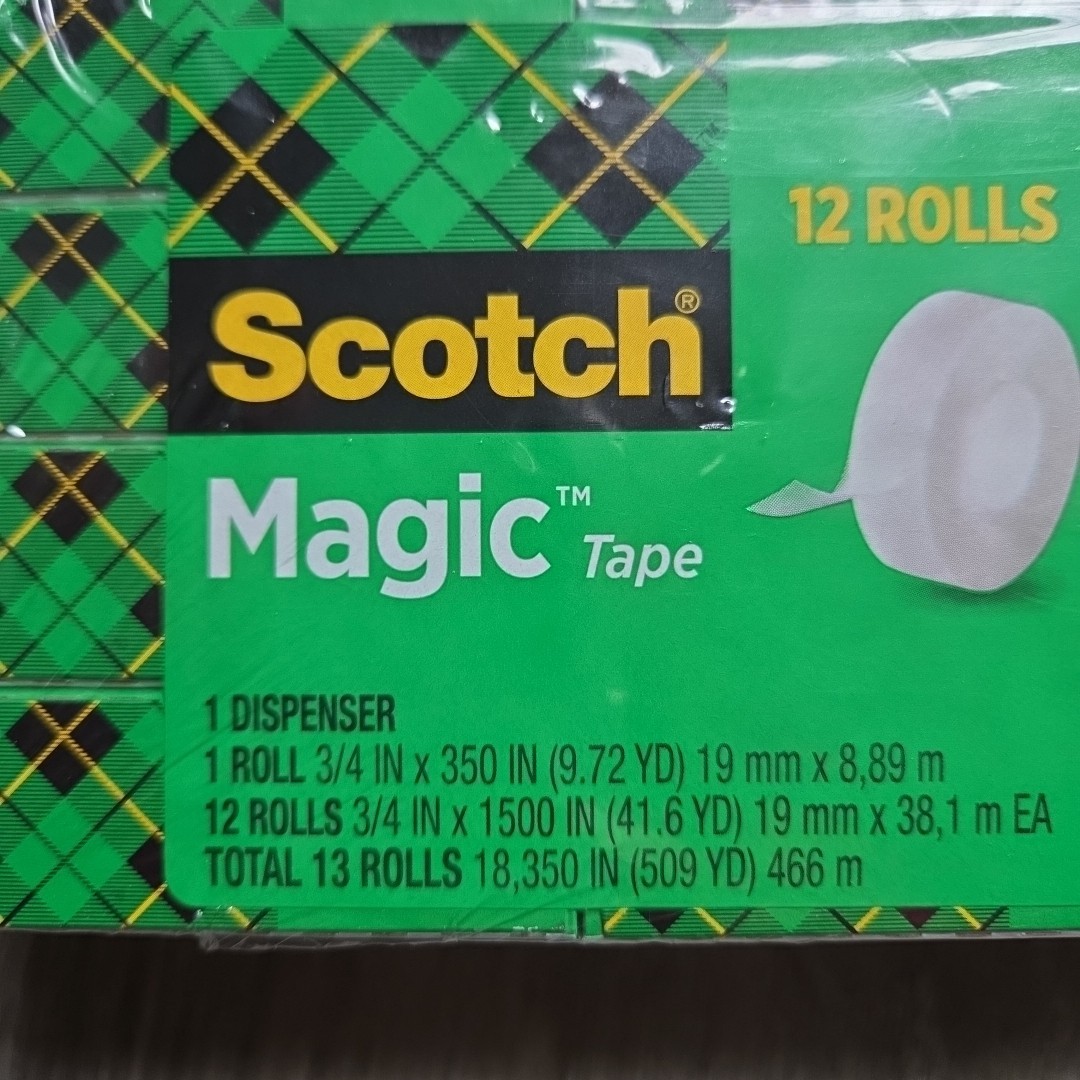 12 ROLLS
Scotch®
Magic™ Tape
1 DISPENSER
1 ROLL 3/4 IN x 350 IN (9.72 YD) 19 mm x 8,89 m
12 ROLLS 3/4 IN x 1500 IN (41.6 YD) 19 mm x 38,1 m EA
TOTAL 13 ROLLS 18,350 IN (509 YD) 466 m